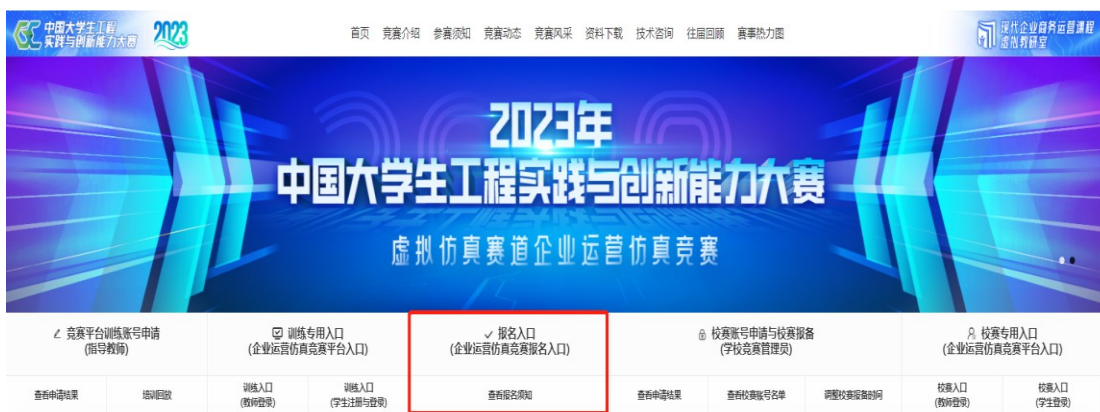 中国大学生工程
实践与创新能力大赛
2023
首页 竞赛介绍 参赛须知 竞赛动态 竞赛风采 资料下载 技术咨询 往届回顾 赛事热力图
现代企业商务运营课程
虚拟教研室
2023年
中国大学生工程实践与创新能力大赛
虚拟仿真赛道企业运营仿真竞赛
竞赛平台训练账号申请
(指导教师)
训练专用入口
(企业运营仿真竞赛平台入口)
报名入口
(企业运营仿真竞赛报名入口)
校赛账号申请与校赛报备
(学校竞赛管理员)
校赛专用入口
(企业运营仿真竞赛平台入口)
查看申请结果
培训回放
训练入口
(教师登录)
训练入口
(学生注册与登录)
查看报名须知
查看申请结果
查看校赛账号名单
调整校赛报备时间
校赛入口
(教师登录)
校赛入口
(学生登录)